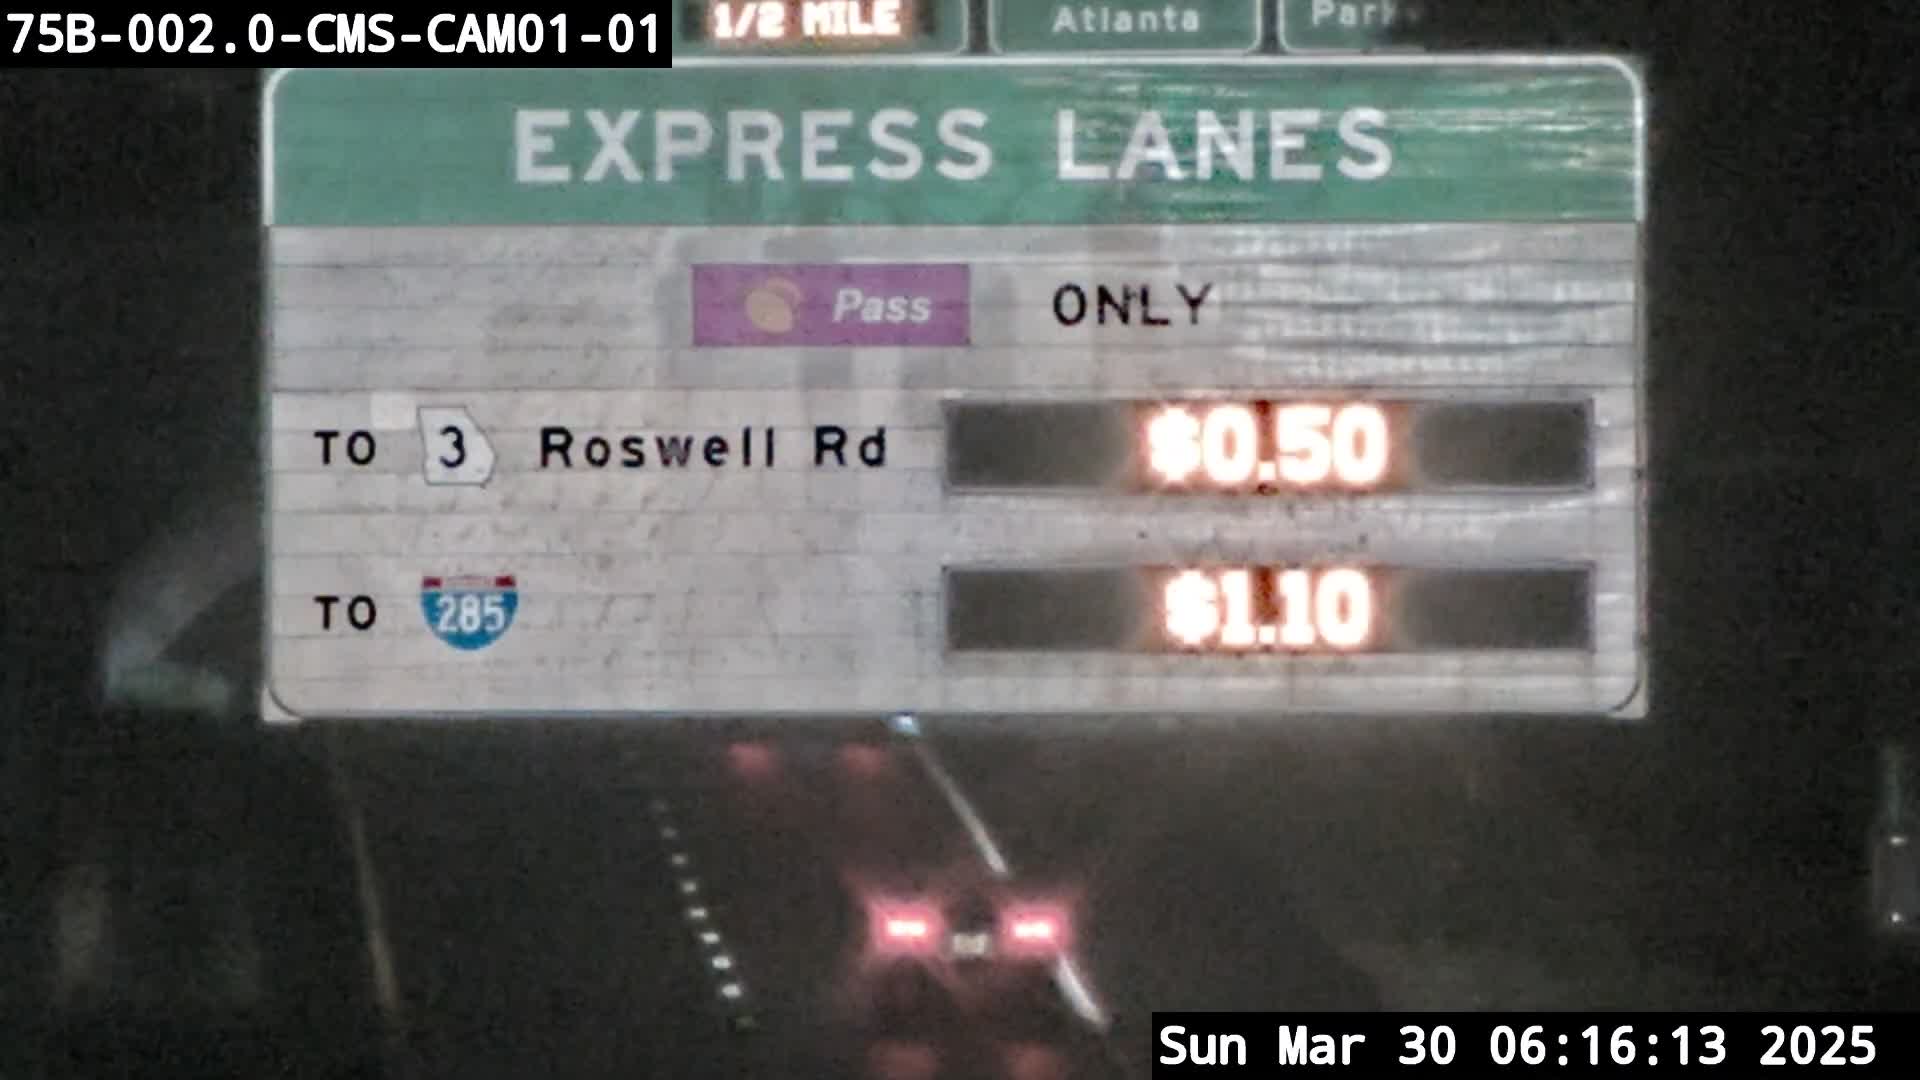 75B-002.0-CMS-CAM01-01
1/2 MILE
Atlanta
EXPRESS LANES
Pass ONLY
TO 3 Roswell Rd $0.50
TO 285 $1.10
Sun Mar 30 06:16:13 2025